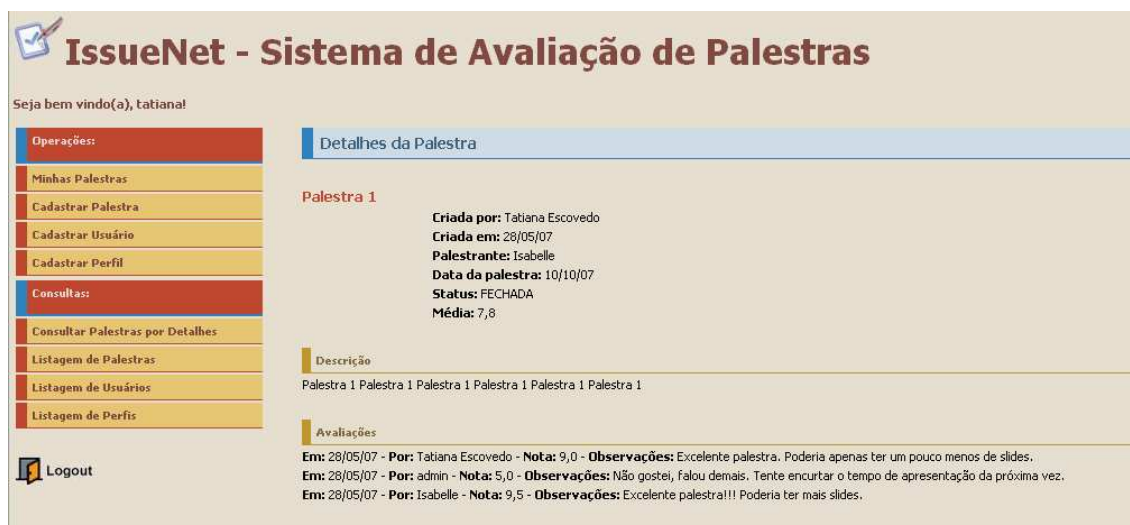 IssueNet - Sistema de Avaliação de Palestras
Seja bem vindo(a), tatiana!
Operações:
Minhas Palestras
Cadastrar Palestra
Cadastrar Usuário
Cadastrar Perfil
Consultas:
Consultar Palestras por Detalhes
Listagem de Palestras
Listagem de Usuários
Listagem de Perfis
Logout
Detalhes da Palestra
Palestra 1
Criada por: Tatiana Escovedo
Criada em: 28/05/07
Palestrante: Isabelle
Data da palestra: 10/10/07
Status: FECHADA
Média: 7,8
Descrição
Palestra 1 Palestra 1 Palestra 1 Palestra 1 Palestra 1 Palestra 1
Avaliações
Em: 28/05/07 - Por: Tatiana Escovedo - Nota: 9,0 - Observações: Excelente palestra. Poderia apenas ter um pouco menos de slides.
Em: 28/05/07 - Por: admin - Nota: 5,0 - Observações: Não gostei, falou demais. Tente encurtar o tempo de apresentação da próxima vez.
Em: 28/05/07 - Por: Isabelle - Nota: 9,5 - Observações: Excelente palestra!!! Poderia ter mais slides.